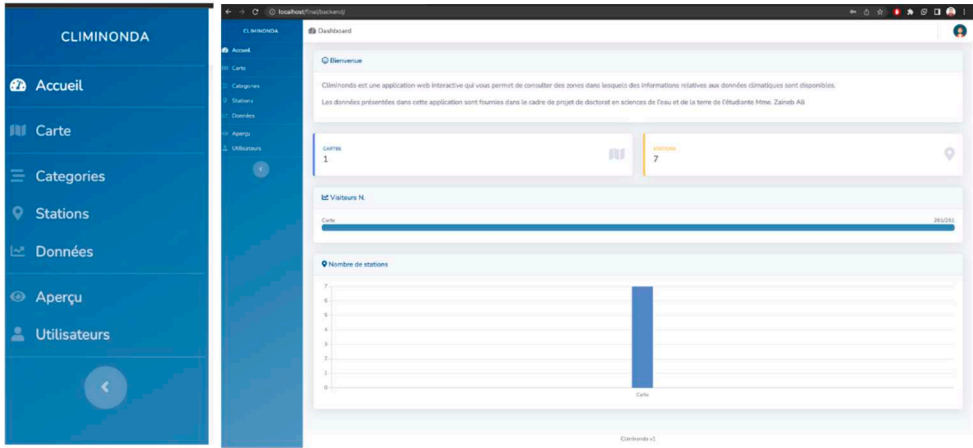 CLIMINONDA
Accueil
Carte
Categories
Stations
Données
Aperçu
Utilisateurs
localhost/final/backend/
CLIMINONDA
Accueil
Carte
Categories
Stations
Données
Aperçu
Utilisateurs
Dashboard
Bienvenue
Climinonda est une application web interactive qui vous permet de consulter des zones dans lesquels des informations relatives aux données climatiques sont disponibles.
Les données présentées dans cette application sont fournies dans le cadre de projet de doctorat en sciences de l'eau et de la terre de l'étudiante Mme. Zaineb Ali
CARTES
1
STATIONS
7
Visiteurs N.
Carte
261/261
Nombre de stations
7
6
5
4
3
2
1
0
Carte
Climinonda v1